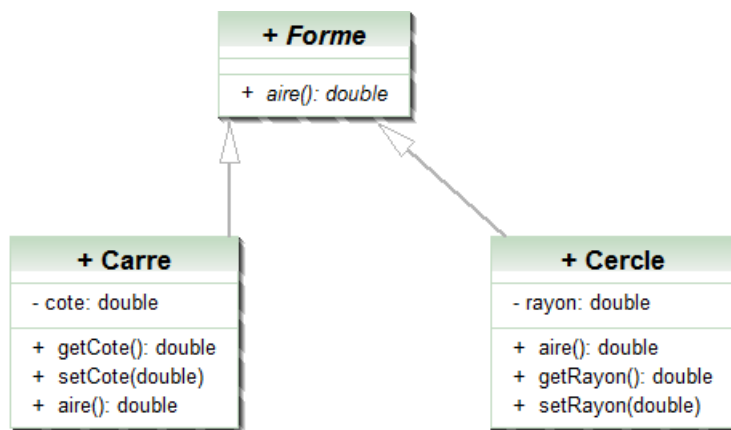 + Forme
+ aire(): double
+ Carre
- cote: double
+ getCote(): double
+ setCote(double)
+ aire(): double
+ Cercle
- rayon: double
+ aire(): double
+ getRayon(): double
+ setRayon(double)